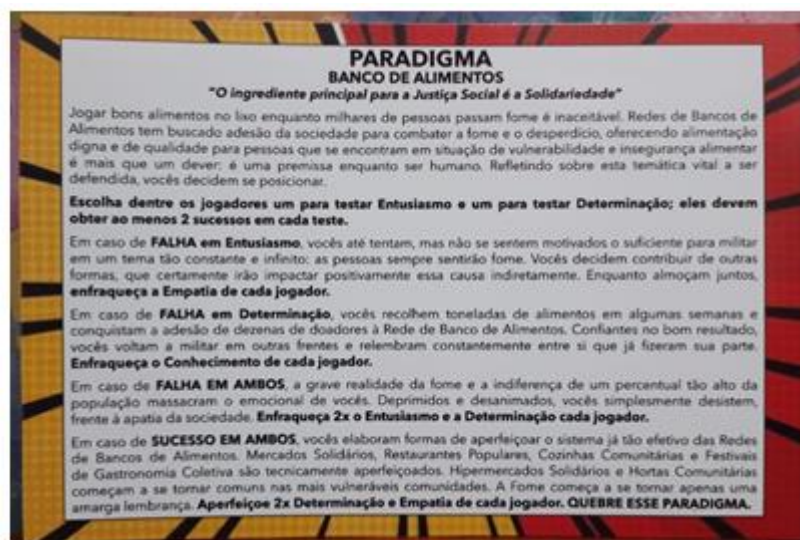 PARADIGMA
BANCO DE ALIMENTOS
"O ingrediente principal para a Justiça Social é a Solidariedade"
Jogar bons alimentos no lixo enquanto milhares de pessoas passam fome é inaceitável. Redes de Bancos de
Alimentos tem buscado adesão da sociedade para combater a fome e o desperdício, oferecendo alimentação
digna e de qualidade para pessoas que se encontram em situação de vulnerabilidade e insegurança alimentar
é mais que um dever: é uma premissa enquanto ser humano. Refletindo sobre esta temática vital a ser
defendida, vocês decidem se posicionar.
Escolha dentre os jogadores um para testar Entusiasmo e um para testar Determinação; eles devem
obter ao menos 2 sucessos em cada teste.
Em caso de FALHA em Entusiasmo, vocês até tentam, mas não se sentem motivados o suficiente para militar
em um tema tão constante e infinito: as pessoas sempre sentirão fome. Vocês decidem contribuir de outras
formas, que certamente irão impactar positivamente essa causa indiretamente. Enquanto almoçam juntos,
enfraqueça a Empatia de cada jogador.
Em caso de FALHA em Determinação, vocês recolhem toneladas de alimentos em algumas semanas e
conquistam a adesão de dezenas de doadores à Rede de Banco de Alimentos. Confiantes no bom resultado,
vocês voltam a militar em outras frentes e relembram constantemente entre si que já fizeram sua parte.
Enfraqueça o Conhecimento de cada jogador.
Em caso de FALHA EM AMBOS, a grave realidade da fome e a indiferença de um percentual tão alto da
população massacram o emocional de vocês. Deprimidos e desanimados, vocês simplesmente desistem,
frente à apatia da sociedade. Enfraqueça 2x o Entusiasmo e a Determinação cada jogador.
Em caso de SUCESSO EM AMBOS, vocês elaboram formas de aperfeiçoar o sistema já tão efetivo das Redes
de Bancos de Alimentos. Mercados Solidários, Restaurantes Populares, Cozinhas Comunitárias e Festivais
de Gastronomia Coletiva são tecnicamente aperfeiçoados. Hipermercados Solidários e Hortas Comunitárias
começam a se tornar comuns nas mais vulneráveis comunidades. A Fome começa a se tornar apenas uma
amarga lembrança. Aperfeiçoe 2x Determinação e Empatia de cada jogador. QUEBRE ESSE PARADIGMA.